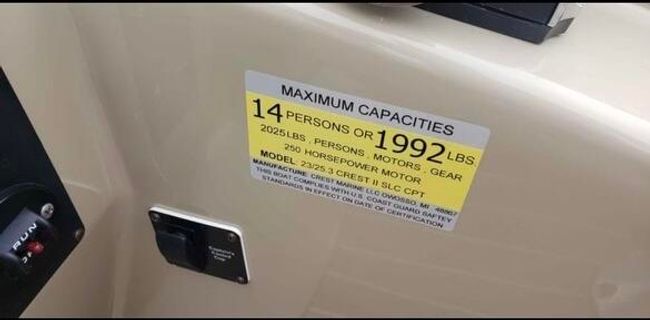 MAXIMUM CAPACITIES
14 PERSONS OR 1992 LBS.
2025 LBS . PERSONS , MOTORS , GEAR
250 HORSEPOWER MOTOR
MODEL: 23/25.3 CREST II SLC CPT
MANUFACTURE: CREST MARINE LLC OWOSSO, MI 48867
THIS BOAT COMPLIES WITH U.S. COAST GUARD SAFTEY
STANDARDS IN EFFECT ON DATE OF CERTIFICATION
RUN